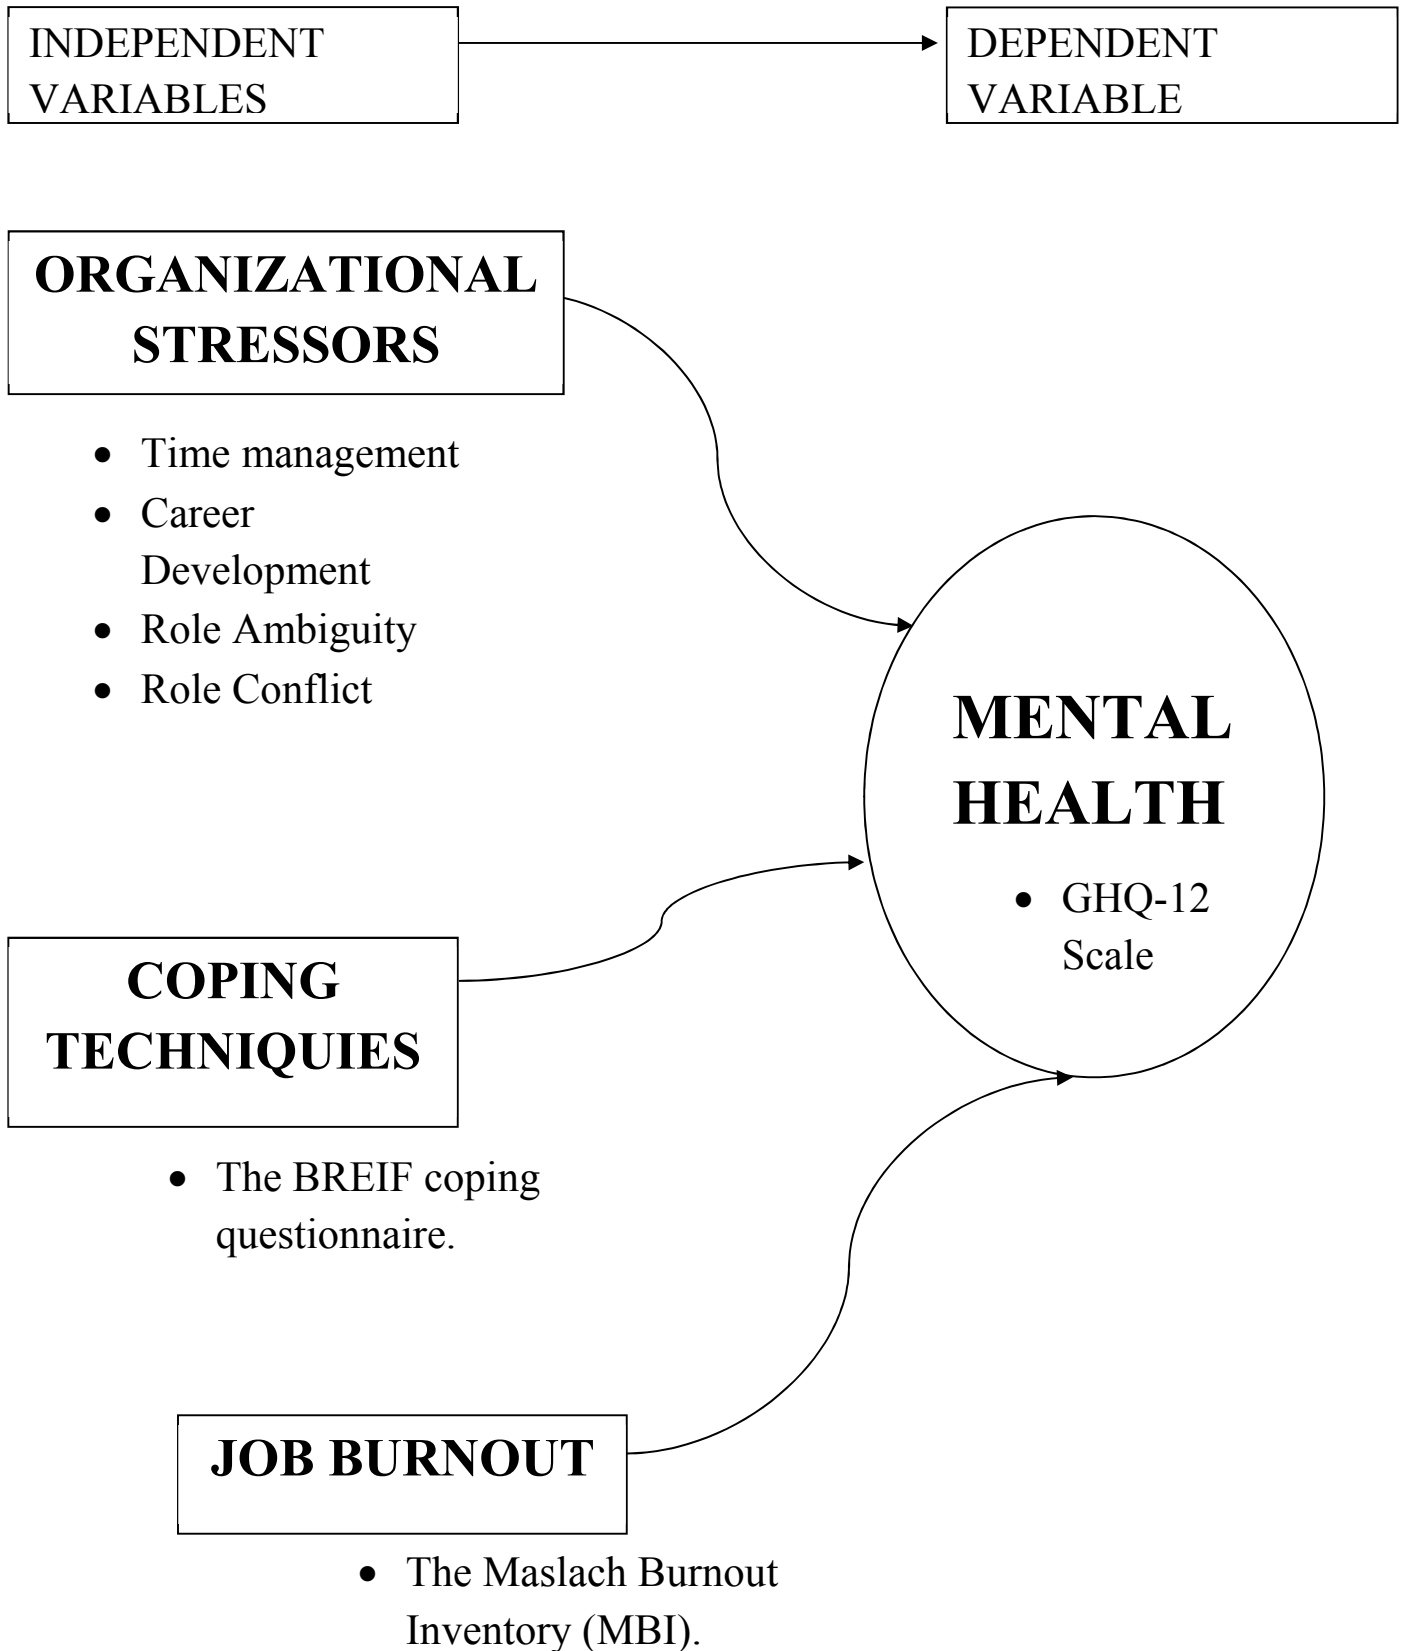 INDEPENDENT
VARIABLES
DEPENDENT
VARIABLE
ORGANIZATIONAL
STRESSORS
• Time management
• Career
Development
• Role Ambiguity
• Role Conflict
MENTAL
HEALTH
• GHQ-12
Scale
COPING
TECHNIQUIES
• The BREIF coping
questionnaire.
JOB BURNOUT
• The Maslach Burnout
Inventory (MBI).